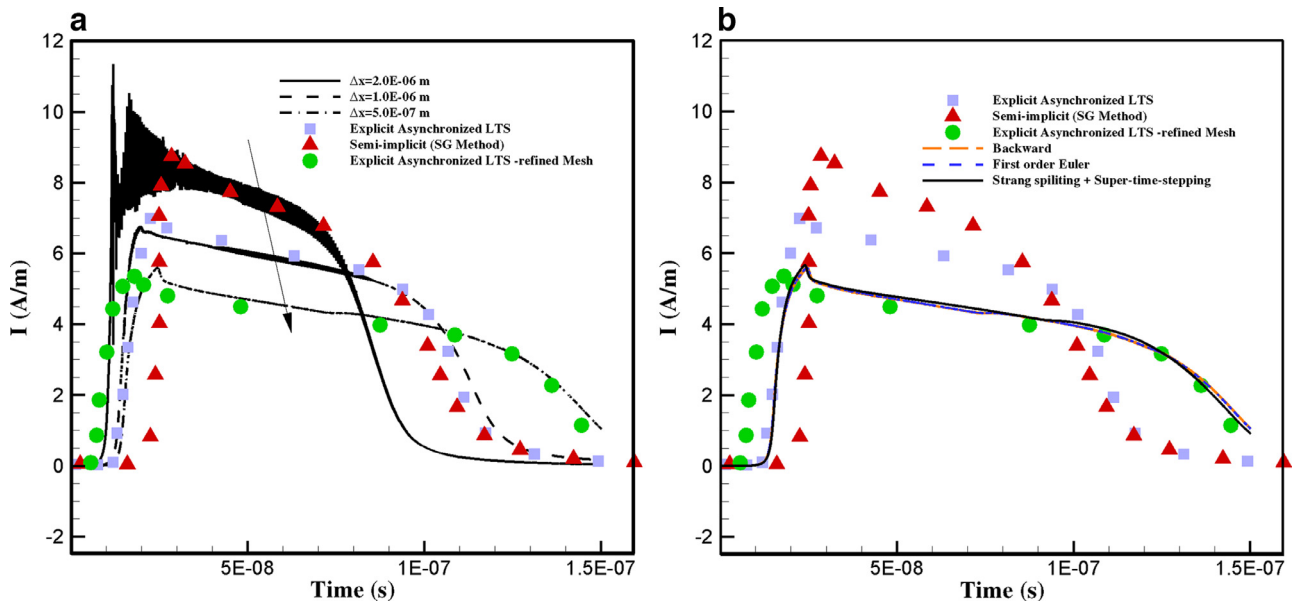 a
12
10
8
6
4
2
0
-2
I (A/m)
Δx=2.0E-06 m
Δx=1.0E-06 m
Δx=5.0E-07 m
Explicit Asynchronized LTS
Semi-implicit (SG Method)
Explicit Asynchronized LTS -refined Mesh
5E-08
1E-07
1.5E-07
Time (s)
b
12
10
8
6
4
2
0
-2
I (A/m)
Explicit Asynchronized LTS
Semi-implicit (SG Method)
Explicit Asynchronized LTS -refined Mesh
Backward
First order Euler
Strang spiliting + Super-time-stepping
5E-08
1E-07
1.5E-07
Time (s)